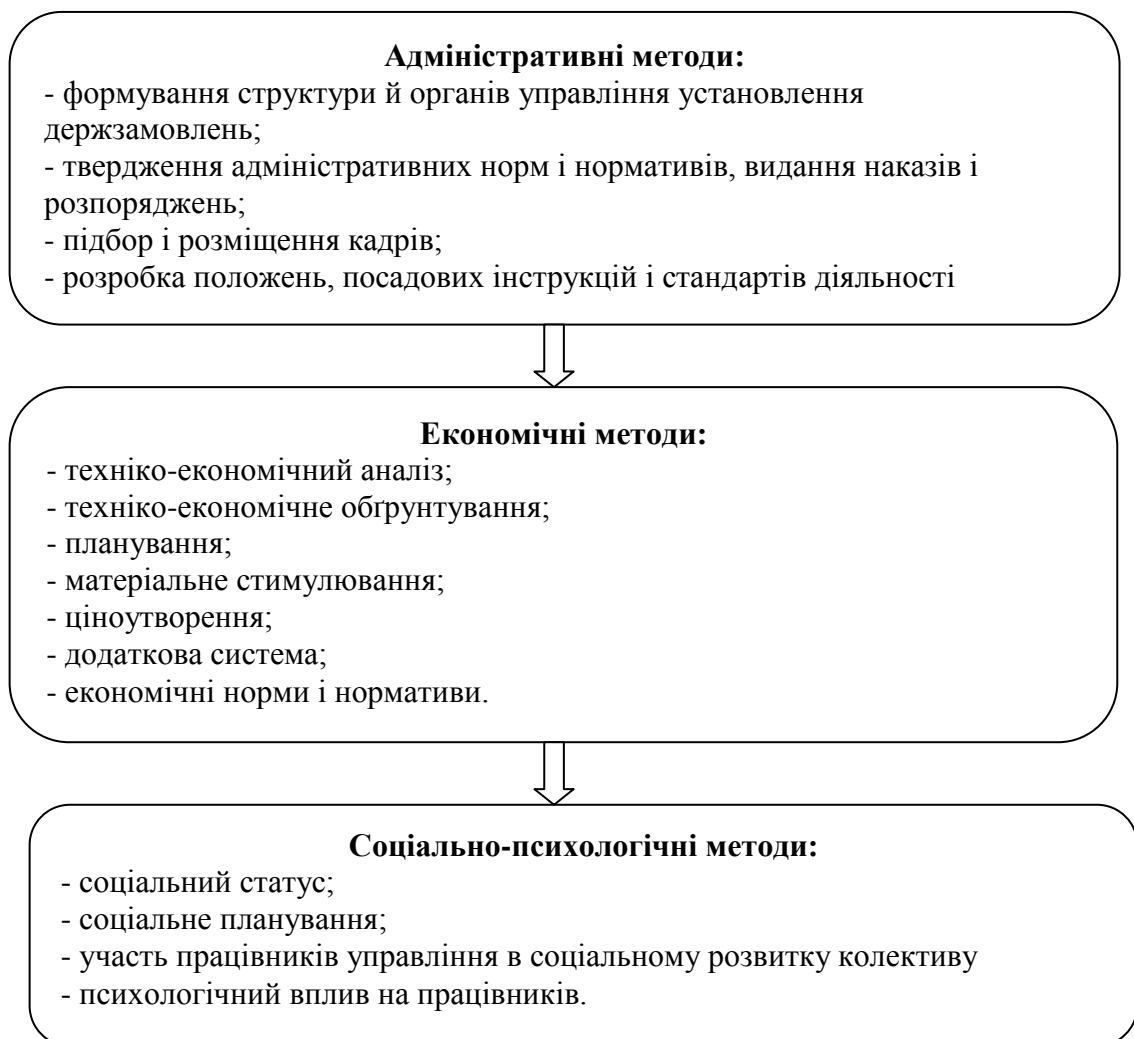 Адміністративні методи:
- формування структури й органів управління установлення
держзамовлень;
- твердження адміністративних норм і нормативів, видання наказів і
розпоряджень;
- підбор і розміщення кадрів;
- розробка положень, посадових інструкцій і стандартів діяльності
Економічні методи:
- техніко-економічний аналіз;
- техніко-економічне обґрунтування;
- планування;
- матеріальне стимулювання;
- ціноутворення;
- додаткова система;
- економічні норми і нормативи.
Соціально-психологічні методи:
- соціальний статус;
- соціальне планування;
- участь працівників управління в соціальному розвитку колективу
- психологічний вплив на працівників.